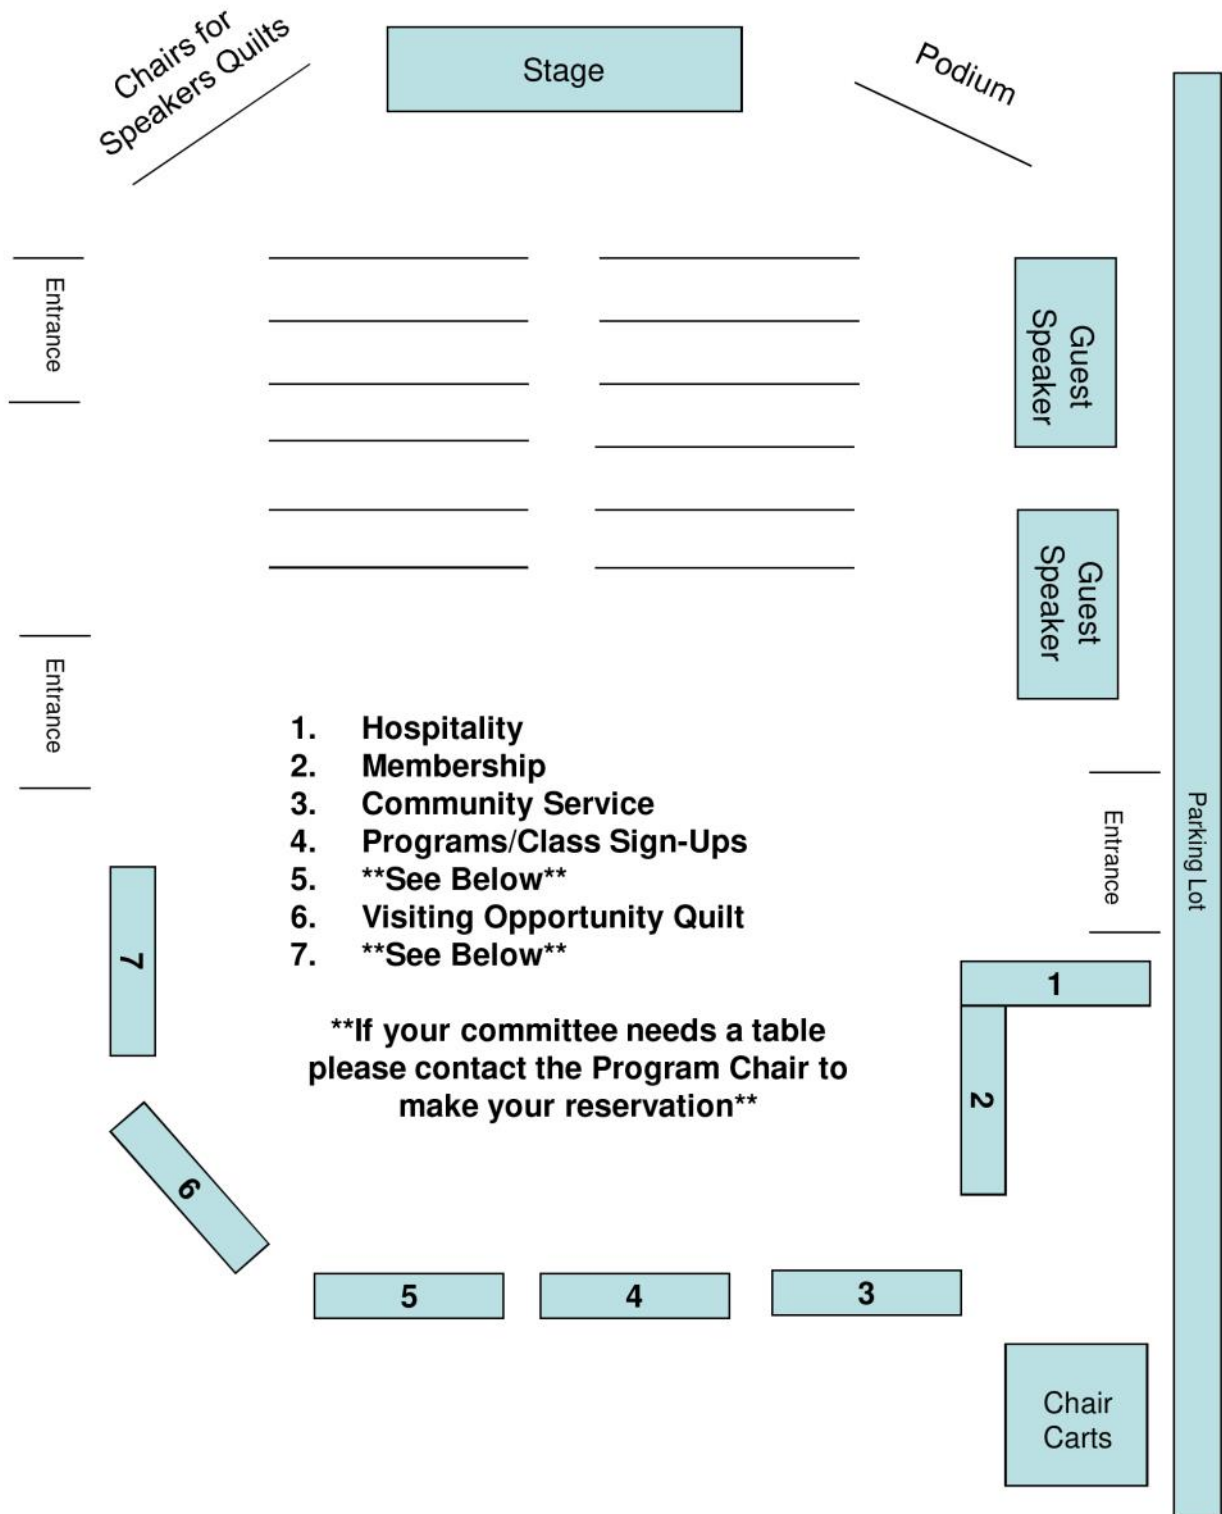 Chairs for
Speakers Quilts
Stage
Podium
Entrance
Guest
Speaker
Guest
Speaker
Entrance
1. Hospitality
2. Membership
3. Community Service
4. Programs/Class Sign-Ups
5. **See Below**
6. Visiting Opportunity Quilt
7. **See Below**
**If your committee needs a table
please contact the Program Chair to
make your reservation**
Entrance
Parking Lot
7
1
2
6
5
4
3
Chair
Carts